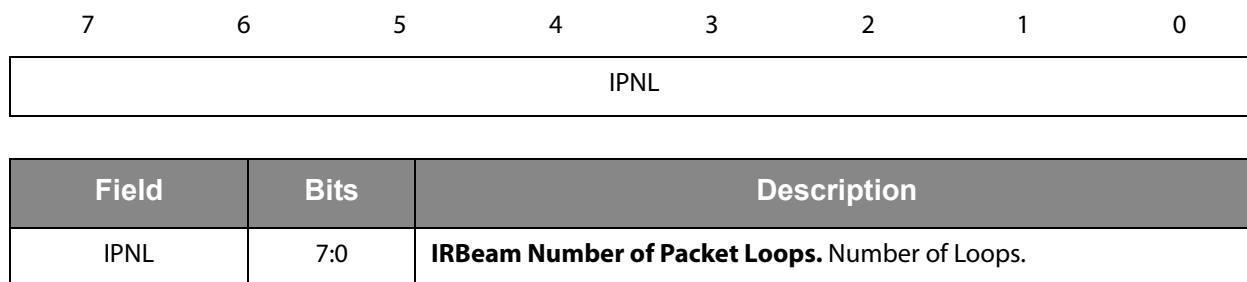 7 6 5 4 3 2 1 0
IPNL
Field Bits Description
IPNL 7:0 IRBeam Number of Packet Loops. Number of Loops.